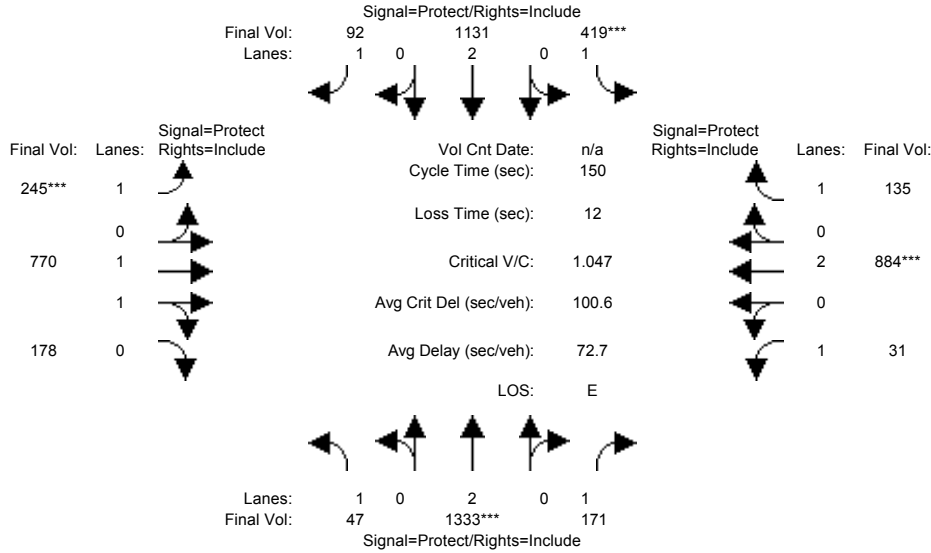 Signal=Protect/Rights=Include
Final Vol: 92 1131 419***
Lanes: 1 0 2 0 1
Signal=Protect Signal=Protect
Final Vol: Lanes: Rights=Include Vol Cnt Date: n/a Rights=Include Lanes: Final Vol:
Cycle Time (sec): 150
245*** 1 1 135
Loss Time (sec): 12
0 0
770 1 Critical V/C: 1.047 2 884***
1 Avg Crit Del (sec/veh): 100.6 0
178 0 Avg Delay (sec/veh): 72.7 1 31
LOS: E
Lanes: 1 0 2 0 1
Final Vol: 47 1333*** 171
Signal=Protect/Rights=Include